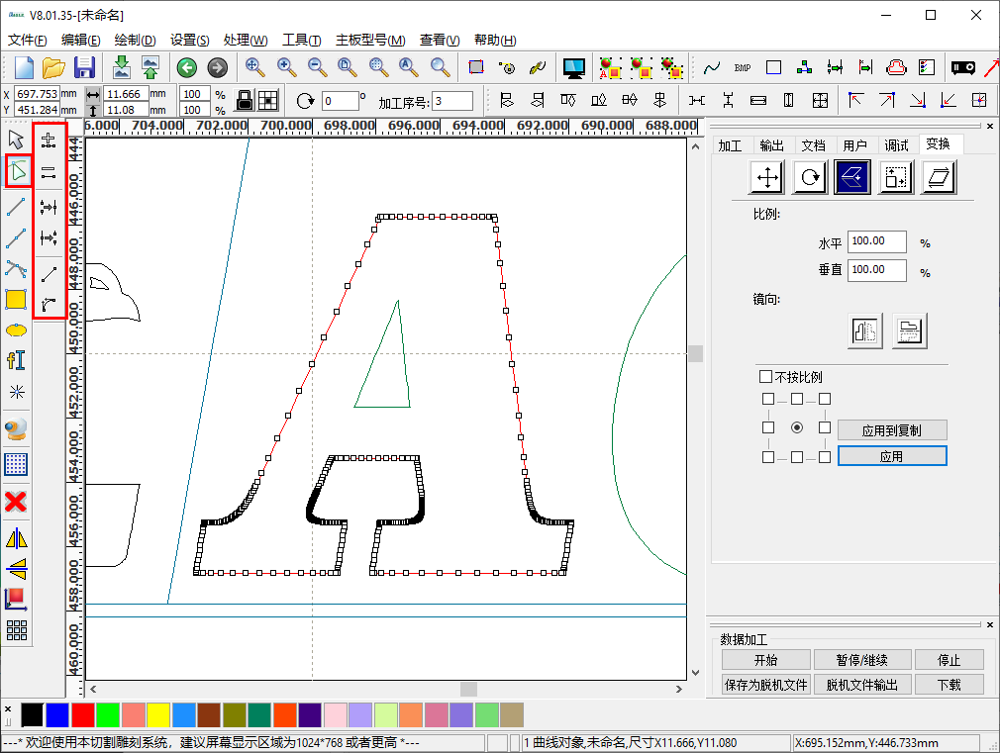 V8.01.35-[未命名]
文件(F) 编辑(E) 绘制(D) 设置(S) 处理(W) 工具(T) 主板型号(M) 查看(V) 帮助(H)
BMP
X 697.753 mm 11.666 mm 100 %
Y 451.284 mm 11.08 mm 100 %
0 ° 加工序号: 3
6.000 704.000 702.000 700.000 698.000 696.000 694.000 692.000 690.000 688.000
444
446.000
448.000
450.000
452.000
454.000
456.000
458.000
460.000
加工 输出 文档 用户 调试 变换
比例:
水平 100.00 %
垂直 100.00 %
镜向:
不按比例
应用到复制
应用
数据加工
开始 暂停/继续 停止
保存为脱机文件 脱机文件输出 下载
---* 欢迎使用本切割雕刻系统，建议屏幕显示区域为1024*768 或者更高 *---
1 曲线对象,未命名,尺寸X11.666,Y11.080
X:695.152mm,Y:446.733mm